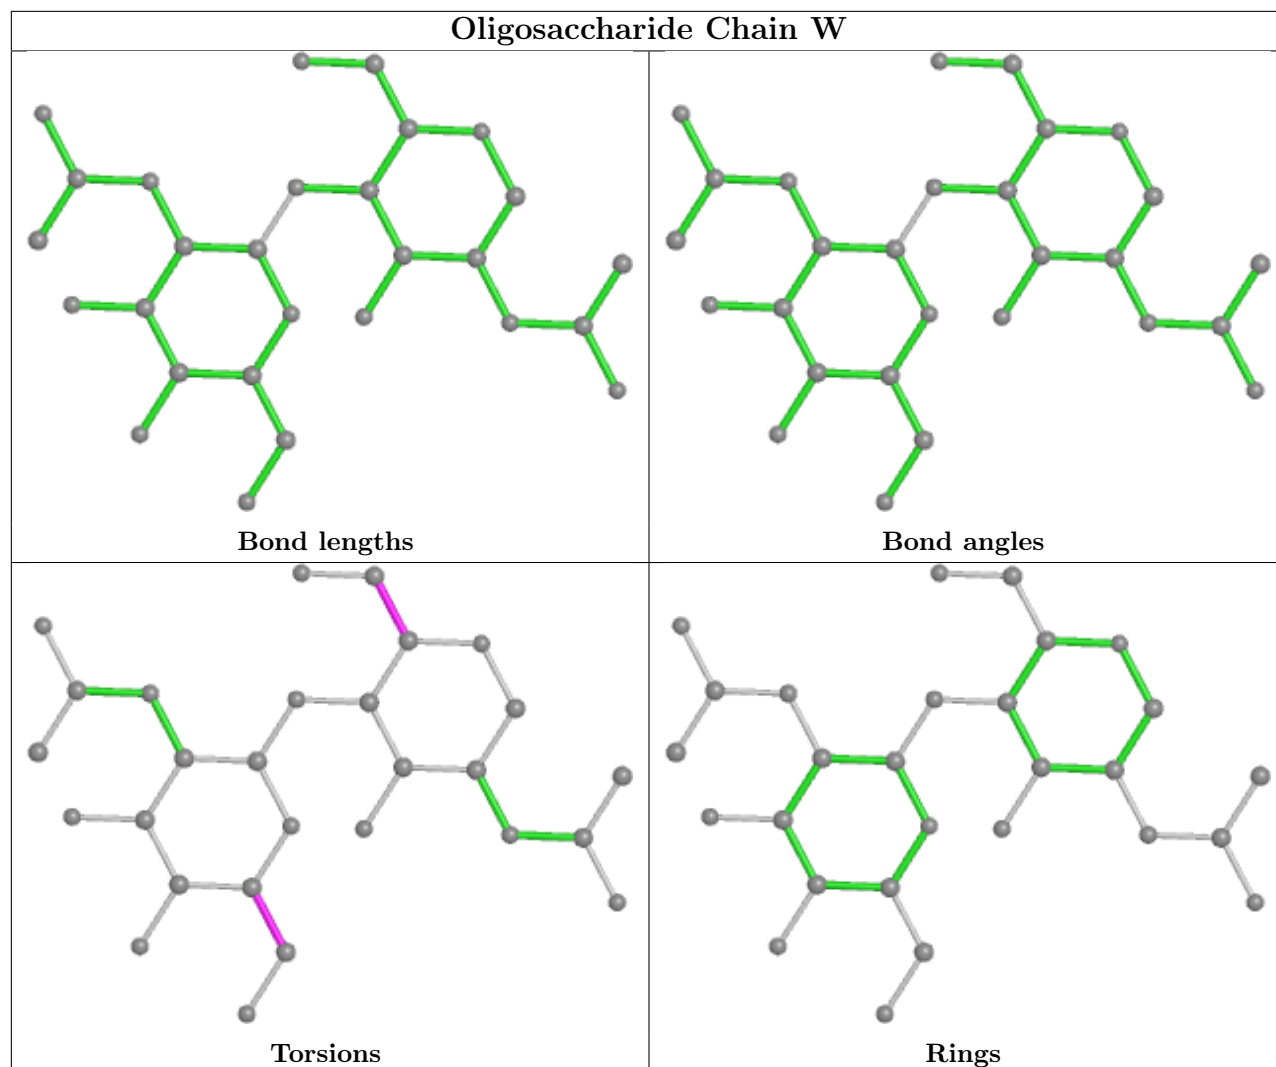 Oligosaccharide Chain W
Bond lengths
Bond angles
Torsions
Rings